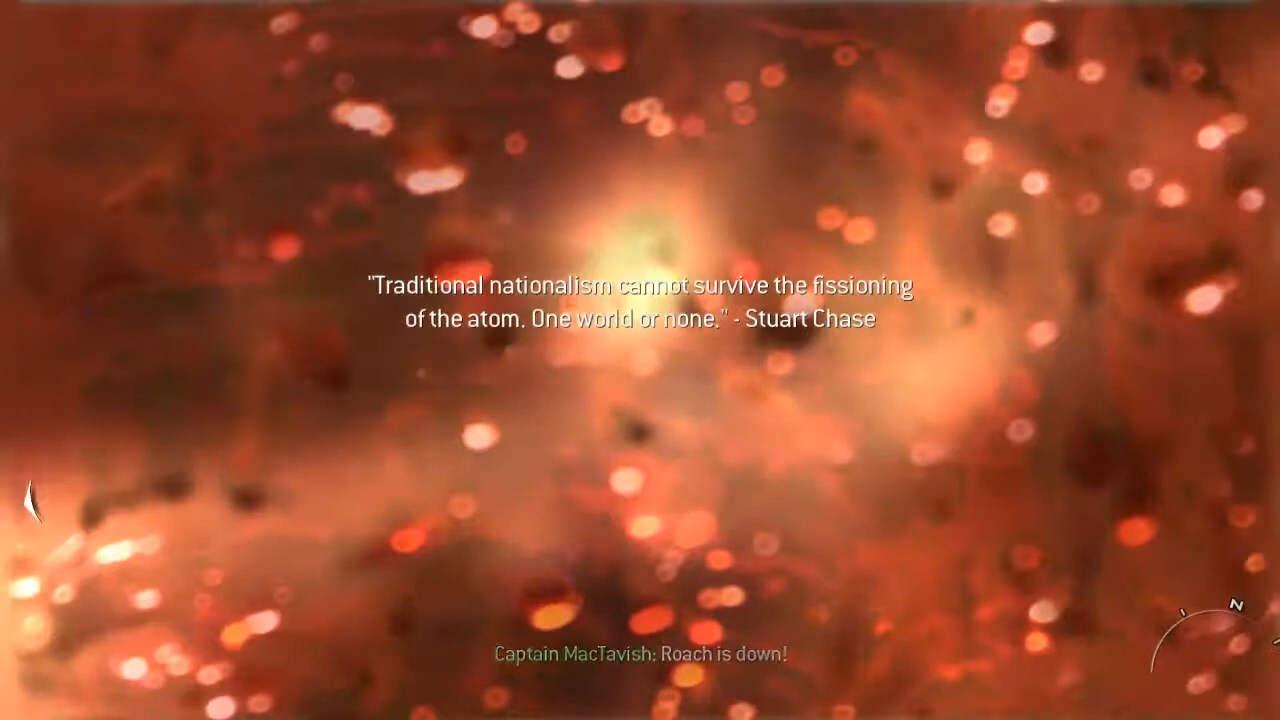 "Traditional nationalism cannot survive the fissioning
of the atom. One world or none." - Stuart Chase
Captain MacTavish: Roach is down!
N